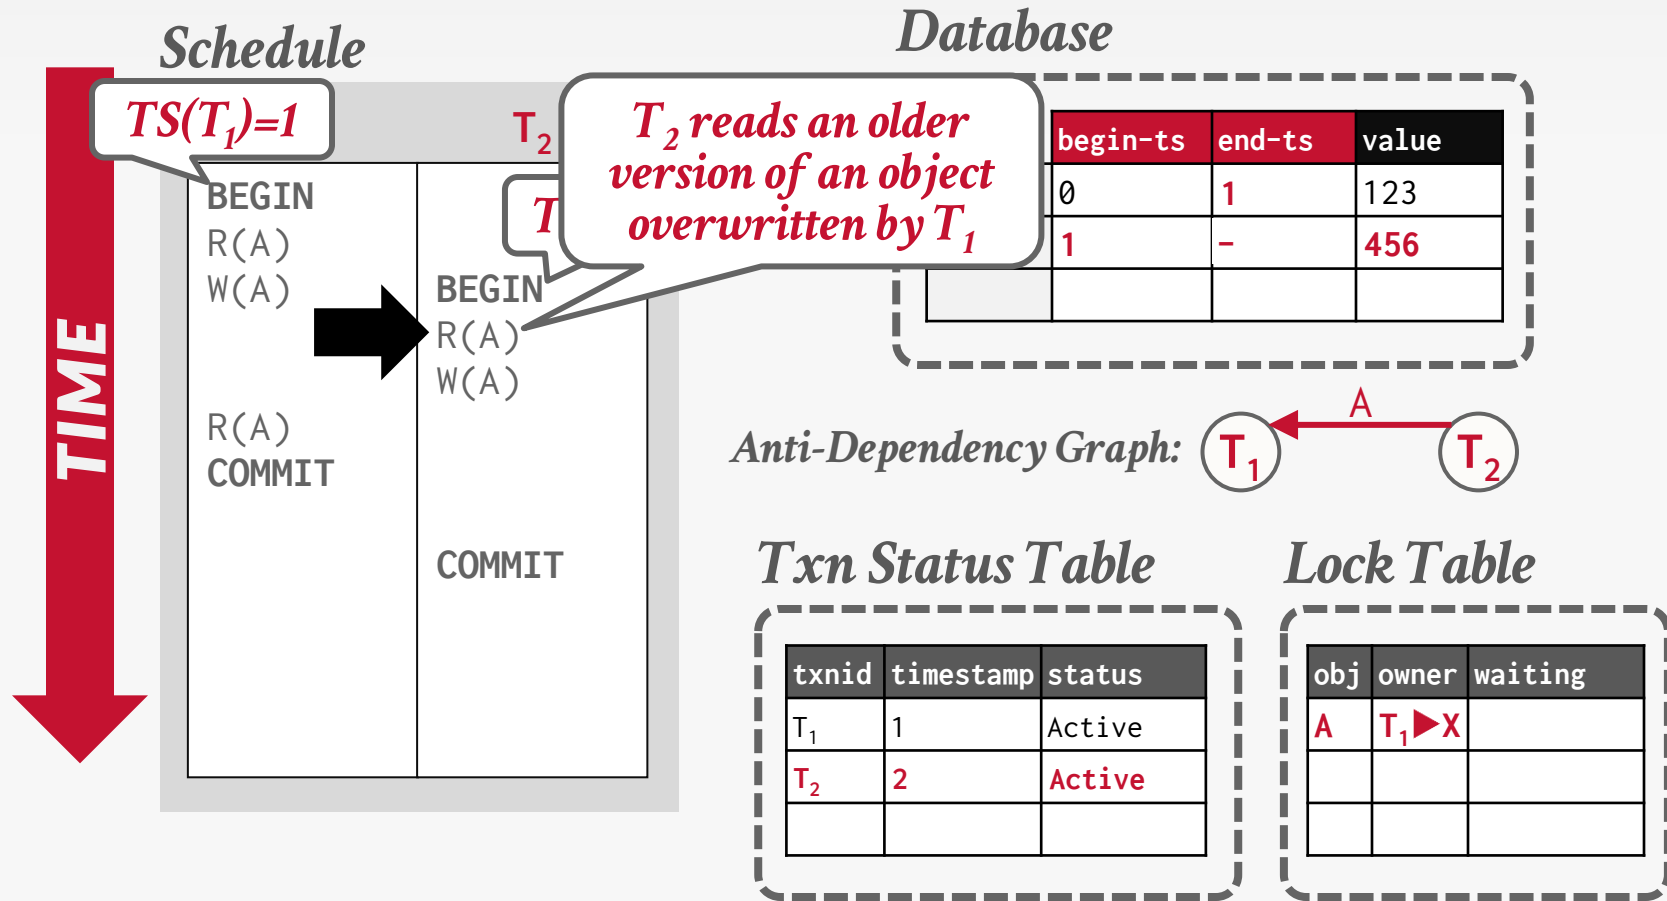 Schedule
Database
TS(T1)=1
T2
T2 reads an older
version of an object
overwritten by T1
T
begin-ts end-ts value
0 1 123
1 – 456
BEGIN
R(A)
W(A)
R(A)
COMMIT
BEGIN
R(A)
W(A)
COMMIT
TIME
Anti-Dependency Graph:
T1
A
T2
Txn Status Table
txnid timestamp status
T1 1 Active
T2 2 Active
Lock Table
obj owner waiting
A T1▶X